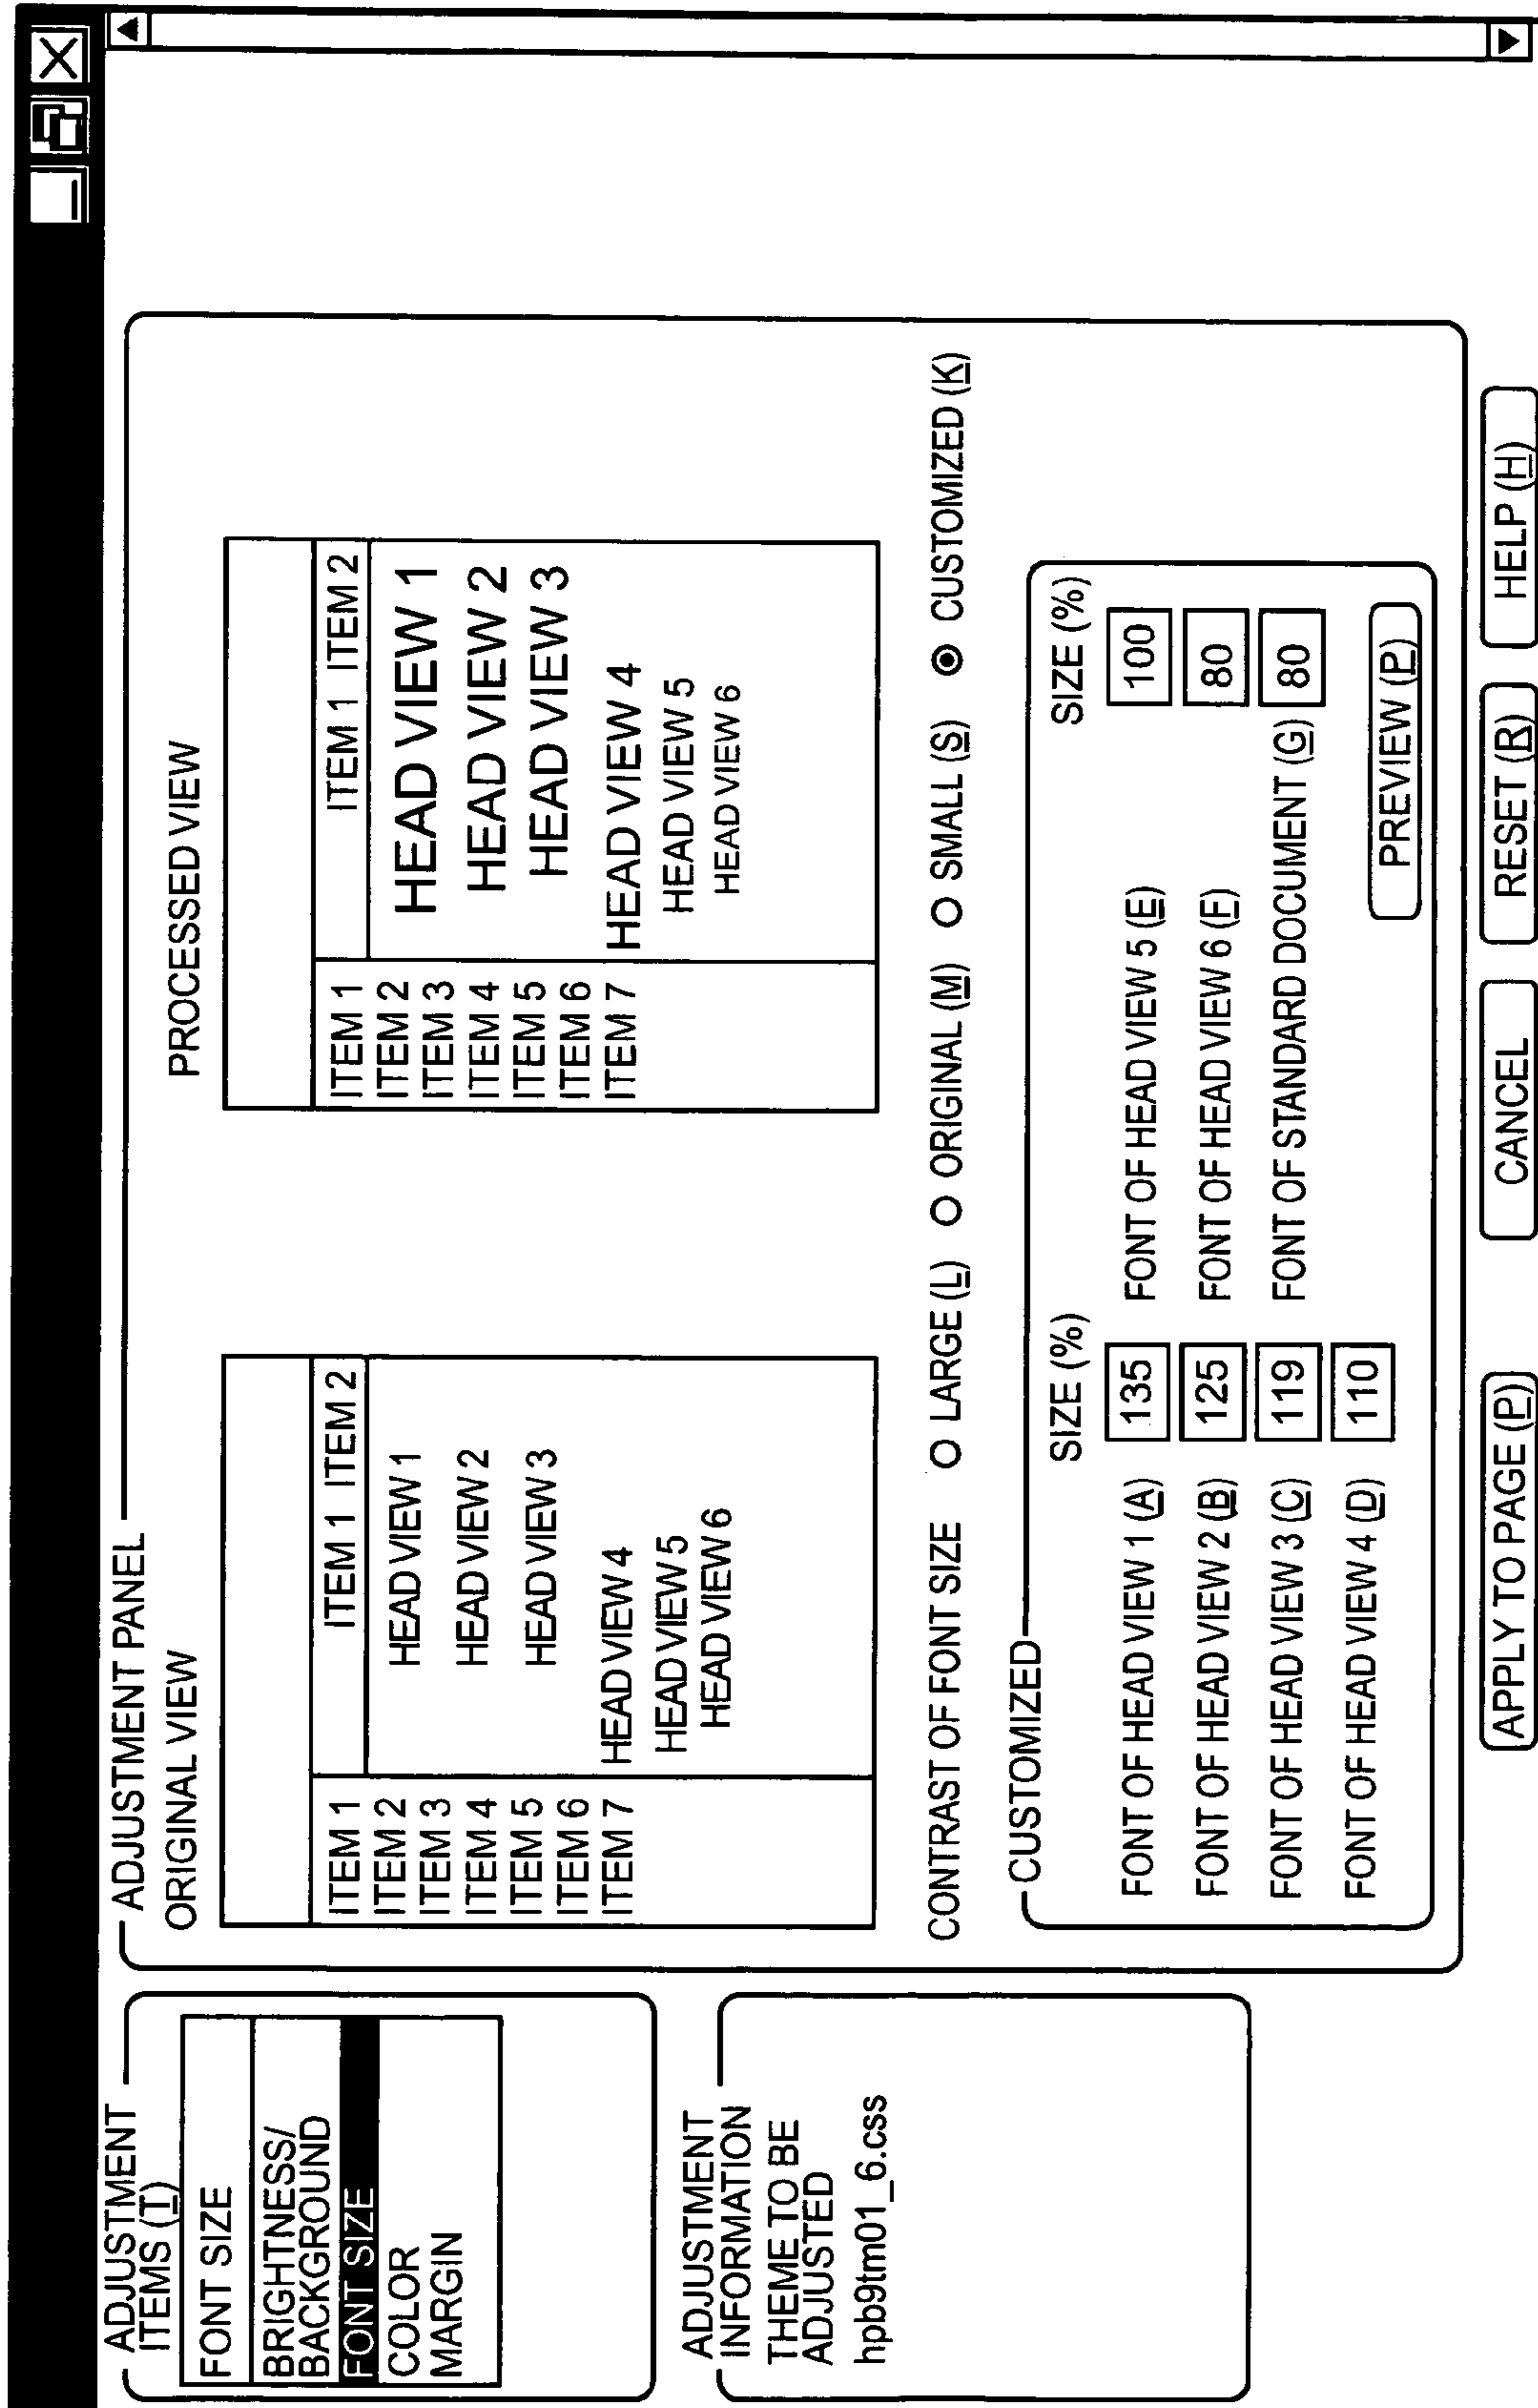 ADJUSTMENT
ITEMS (T)
FONT SIZE
BRIGHTNESS/
BACKGROUND
FONT SIZE
COLOR
MARGIN
ADJUSTMENT
INFORMATION
THEME TO BE
ADJUSTED
hpb9tm01_6.css
ADJUSTMENT PANEL
ORIGINAL VIEW
ITEM 1 ITEM 2
ITEM 1
ITEM 2
ITEM 3
ITEM 4
ITEM 5
ITEM 6
ITEM 7
HEAD VIEW 1
HEAD VIEW 2
HEAD VIEW 3
HEAD VIEW 4
HEAD VIEW 5
HEAD VIEW 6
PROCESSED VIEW
ITEM 1 ITEM 2
ITEM 1
ITEM 2
ITEM 3
ITEM 4
ITEM 5
ITEM 6
ITEM 7
HEAD VIEW 1
HEAD VIEW 2
HEAD VIEW 3
HEAD VIEW 4
HEAD VIEW 5
HEAD VIEW 6
CONTRAST OF FONT SIZE LARGE (L) ORIGINAL (M) SMALL (S) CUSTOMIZED (K)
CUSTOMIZED
SIZE (%) SIZE (%)
FONT OF HEAD VIEW 1 (A) 135 FONT OF HEAD VIEW 5 (E) 100
FONT OF HEAD VIEW 2 (B) 125 FONT OF HEAD VIEW 6 (F) 80
FONT OF HEAD VIEW 3 (C) 119 FONT OF STANDARD DOCUMENT (G) 80
FONT OF HEAD VIEW 4 (D) 110
PREVIEW (P)
APPLY TO PAGE (P) CANCEL RESET (R) HELP (H)